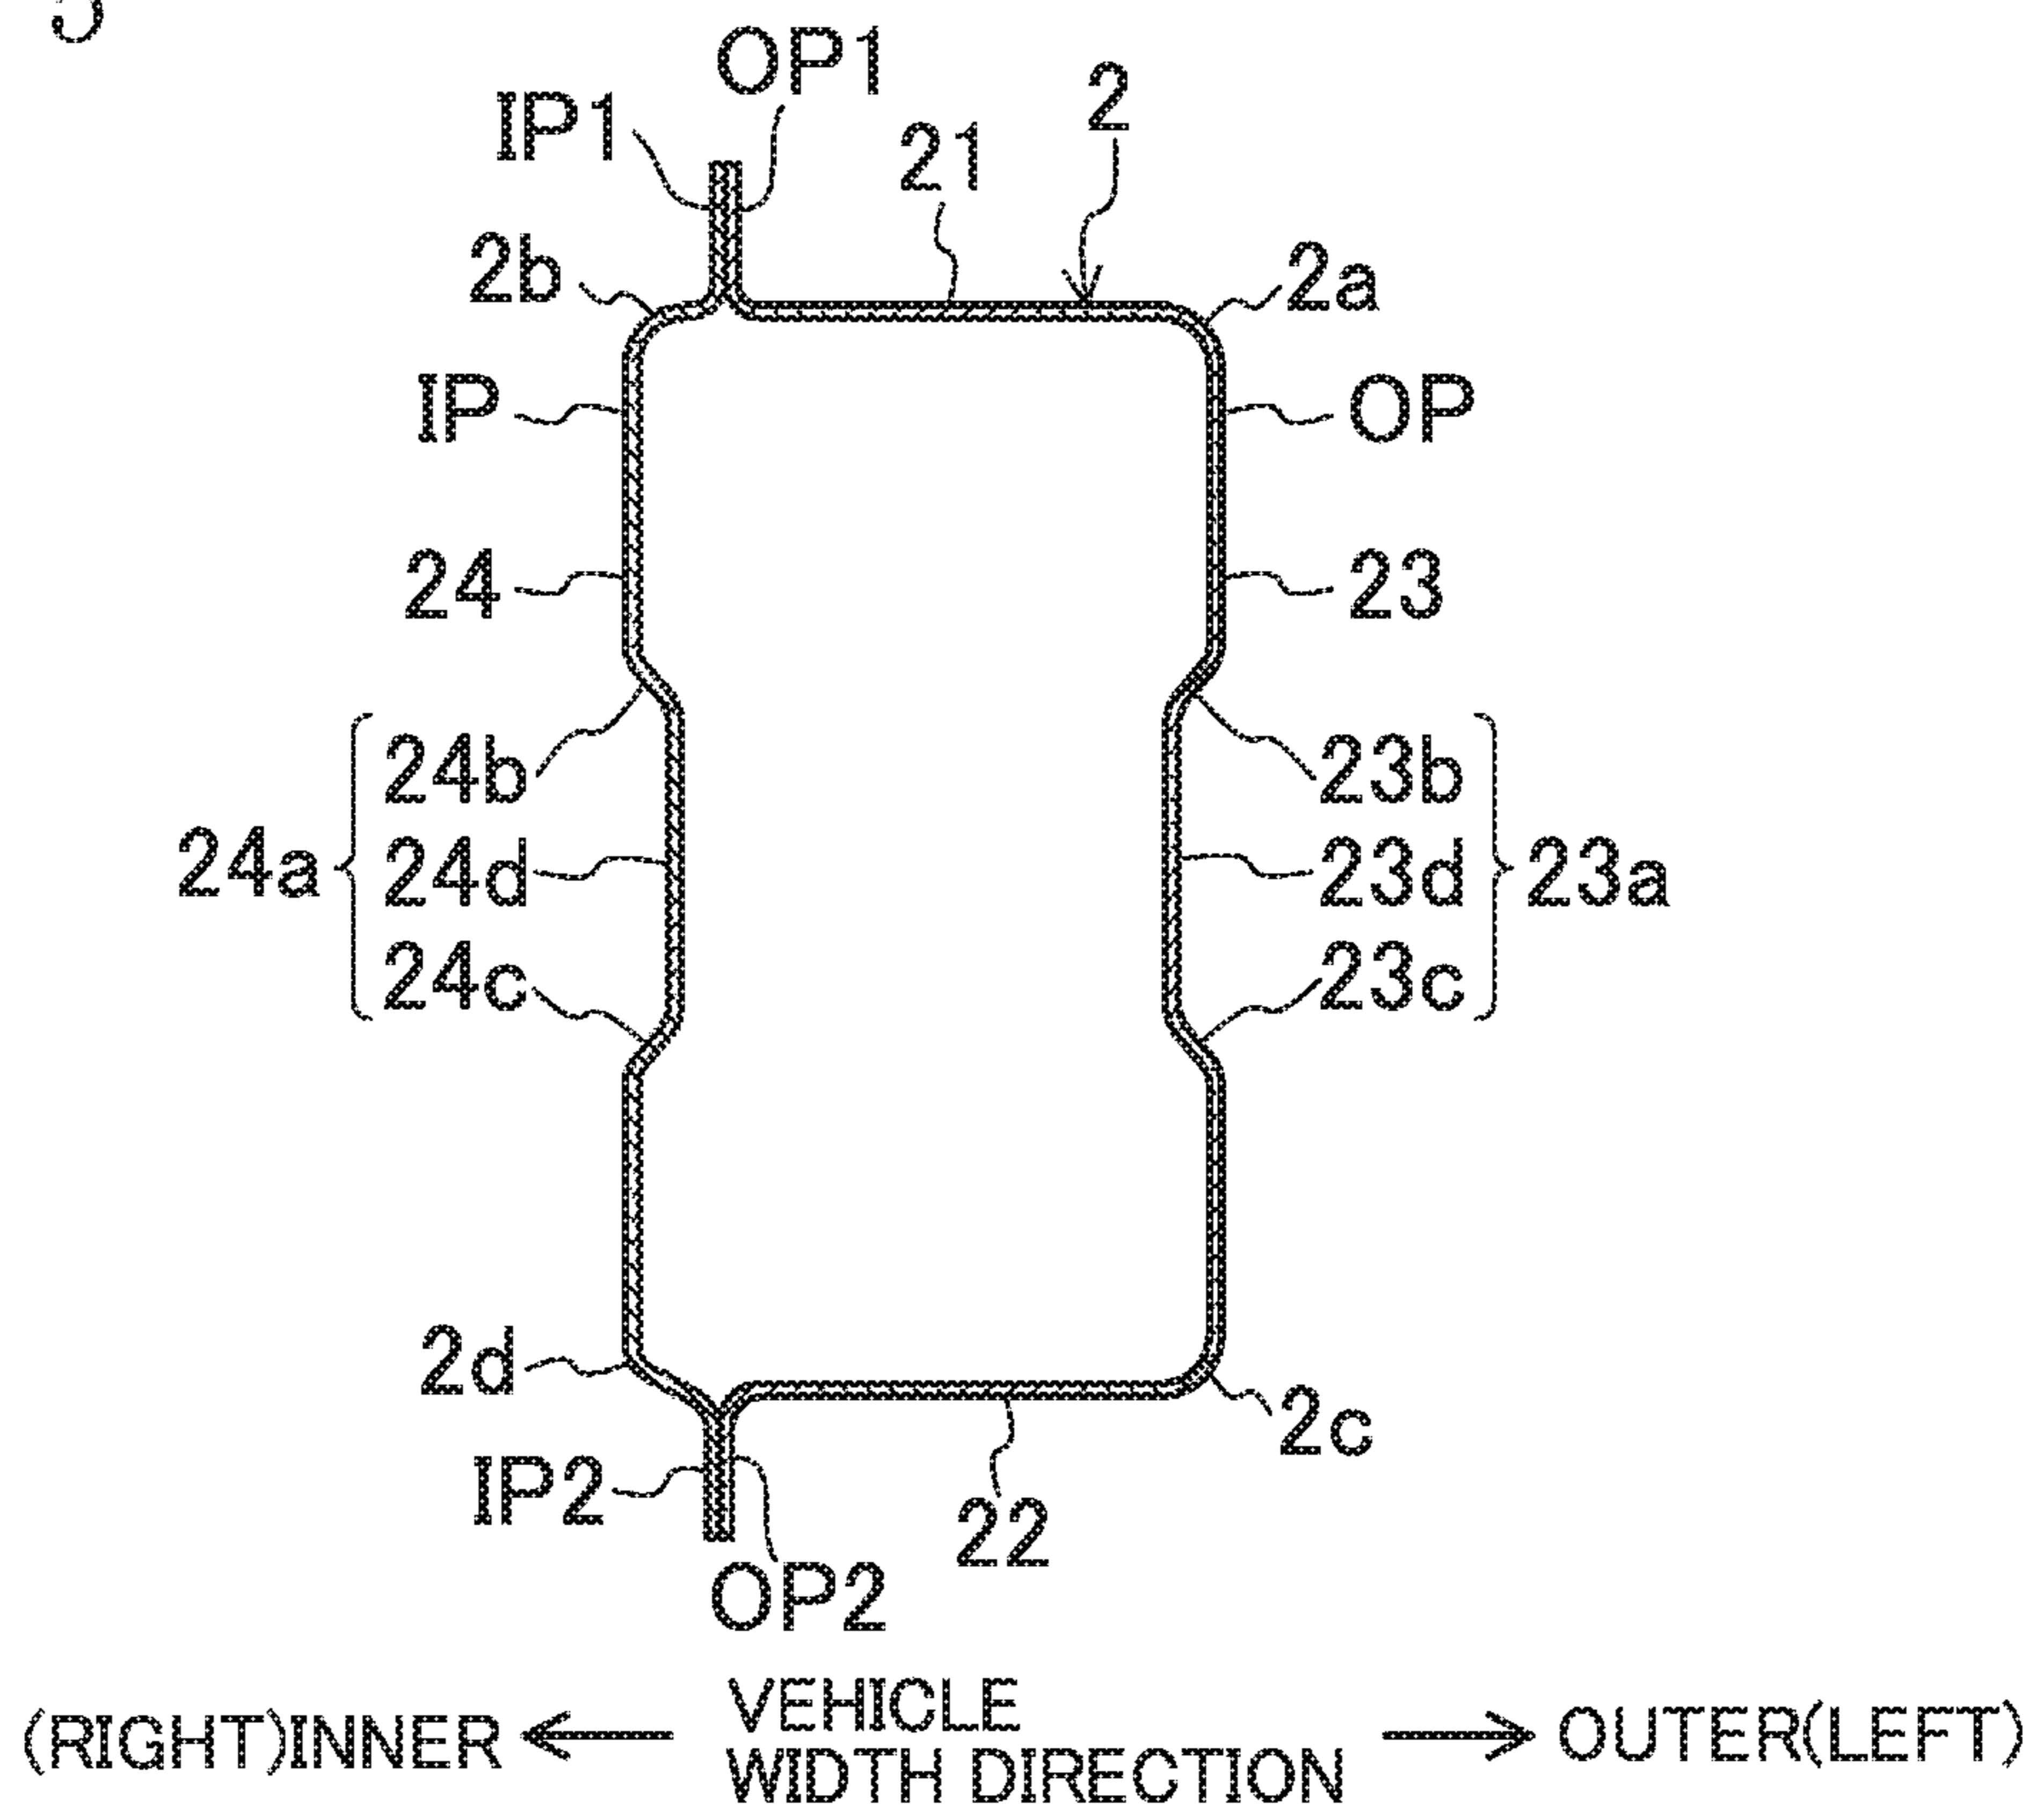 OP1
IP1
21
2
2b
2a
IP
OP
24
23
24b
23b
24a
24d
23d
23a
24c
23c
2d
2c
IP2
22
OP2
(RIGHT)INNER
VEHICLE
WIDTH DIRECTION
OUTER(LEFT)